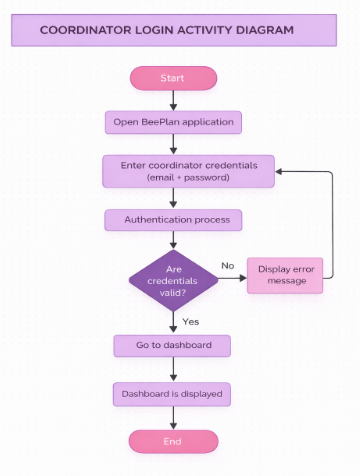 COORDINATOR LOGIN ACTIVITY DIAGRAM
Start
Open BeePlan application
Enter coordinator credentials
(email + password)
Authentication process
Are
credentials
valid?
No
Display error
message
Yes
Go to dashboard
Dashboard is displayed
End